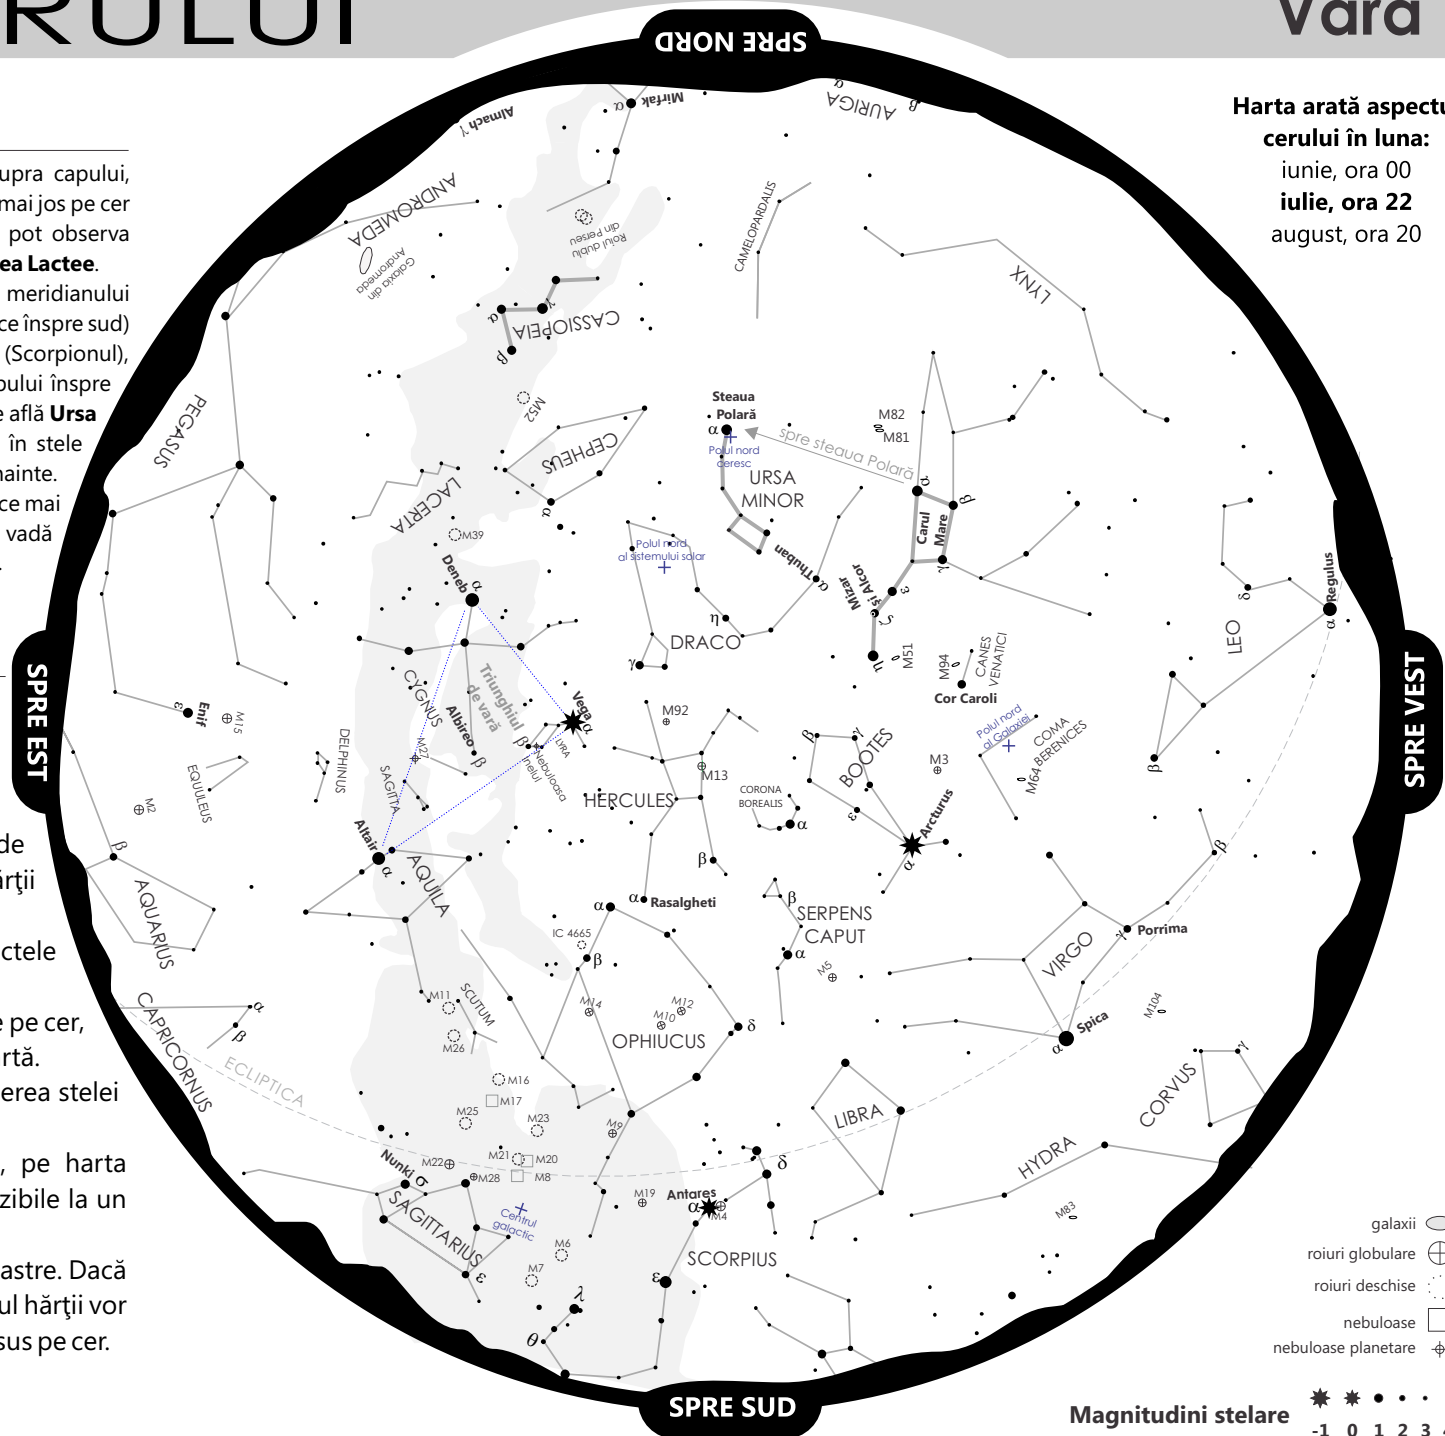 RULUI
Vara
SPRE NORD
Harta arată aspectu
cerului în luna:
iunie, ora 00
iulie, ora 22
august, ora 20
upra capului,
mai jos pe cer
pot observa
ea Lactee.
meridianului
ce înspre sud)
(Scorpionul),
pului înspre
e află Ursa
în stele
nainte.
ce mai
vadă
de
ărţii
ctele
e pe cer,
artă.
erea stelei
, pe harta
zibile la un
astre. Dacă
ul hărţii vor
sus pe cer.
Almach γ
α Mirfak
α
β
AURIGA
ANDROMEDA
Galaxia din
Andromeda
Roiul dublu
din Perseu
CAMELOPARDALIS
LYNX
CASSIOPEIA
α
γ
β
M52
PEGASUS
LACERTA
M39
CEPHEUS
α
Steaua
Polară
α
Polul nord
ceresc
spre steaua Polară
M82
M81
URSA
MINOR
α
β
Carul
Mare
γ
ε
Mizar
și Alcor
ζ
η
Polul nord
al sistemului solar
Thuban
α
η
DRACO
γ
M51
M94
CANES
VENATICI
Cor Caroli
LEO
δ
Regulus
α
β
Deneb
α
CYGNUS
Triunghiul
de vară
Albireo
β
Vega
α
LYRA
β
Nebuloasa
inelul
M27
SAGITTA
DELPHINUS
Enif
ε
M15
EQUULEUS
M2
SPRE EST
SPRE VEST
M92
M13
HERCULES
β
α Rasalgheti
CORONA
BOREALIS
α
BOOTES
β
γ
ε
Arcturus
α
M3
Polul nord
al Galaxiei
COMA
BERENICES
M64
Altair
α
AQUILA
β
AQUARIUS
α
IC 4665
β
M14
M12
M10
OPHIUCUS
δ
β
SERPENS
CAPUT
α
M5
VIRGO
β
γ
Porrima
Spica
α
M104
CORVUS
γ
CAPRICORNUS
α
β
ECLIPTICA
M11
SCUTUM
M26
M16
M17
M25
M23
M9
M21
M20
M22
M28
M8
Nunki σ
SAGITTARIUS
ε
Centrul
galactic
M6
M7
M19
Antares
α
M4
δ
SCORPIUS
ε
λ
θ
LIBRA
HYDRA
M83
SPRE SUD
galaxii
roiuri globulare
roiuri deschise
nebuloase
nebuloase planetare
Magnitudini stelare
-1 0 1 2 3 4